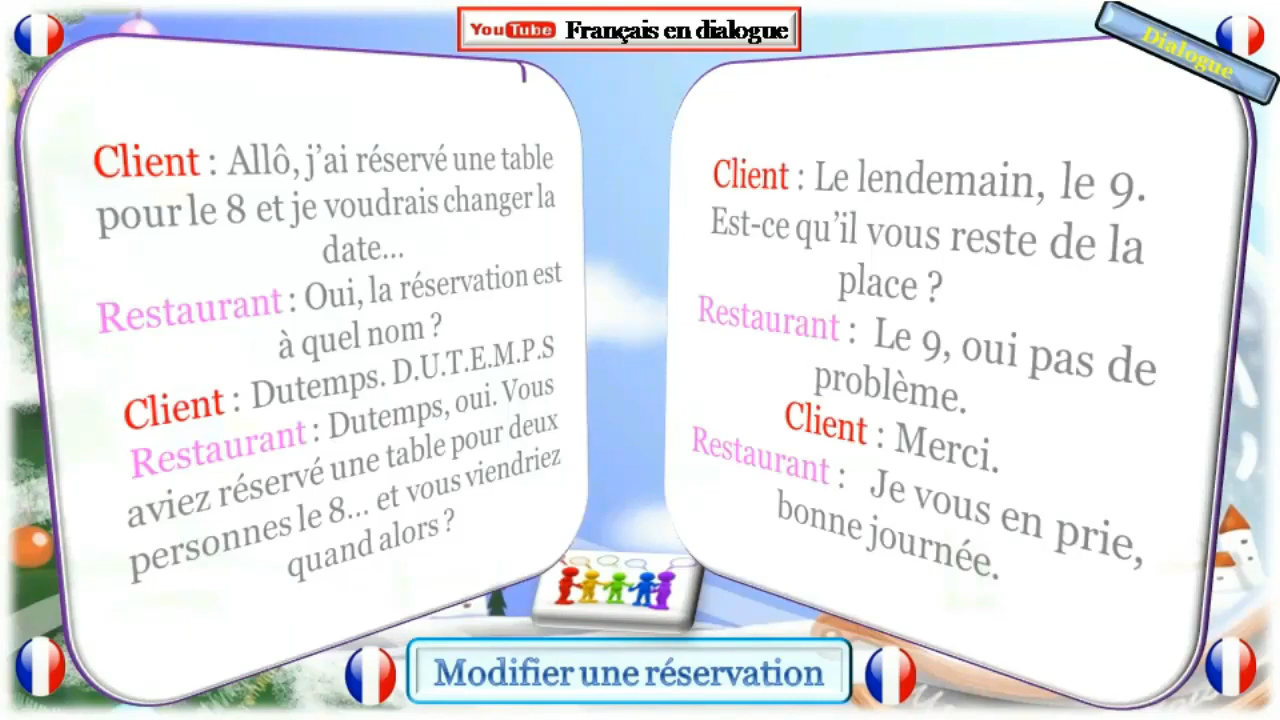 YouTube Français en dialogue
Dialogue
Client : Allô, j’ai réservé une table
pour le 8 et je voudrais changer la
date...
Restaurant : Oui, la réservation est
à quel nom ?
Client : Dutemps. D.U.T.E.M.P.S
Restaurant : Dutemps, oui. Vous
aviez réservé une table pour deux
personnes le 8... et vous viendriez
quand alors ?
Client : Le lendemain, le 9.
Est-ce qu’il vous reste de la
place ?
Restaurant : Le 9, oui pas de
problème.
Client : Merci.
Restaurant : Je vous en prie,
bonne journée.
Modifier une réservation